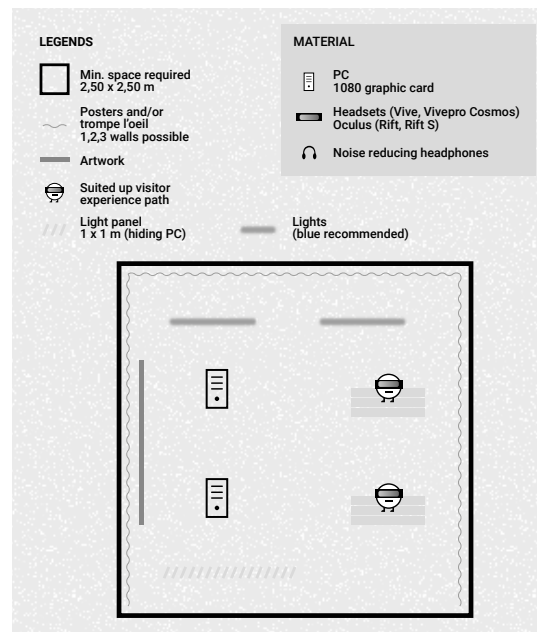 LEGENDS
Min. space required
2,50 x 2,50 m
Posters and/or
trompe l'oeil
1,2,3 walls possible
Artwork
Suited up visitor
experience path
Light panel
1 x 1 m (hiding PC)
Lights
(blue recommended)
MATERIAL
PC
1080 graphic card
Headsets (Vive, Vivepro Cosmos)
Oculus (Rift, Rift S)
Noise reducing headphones